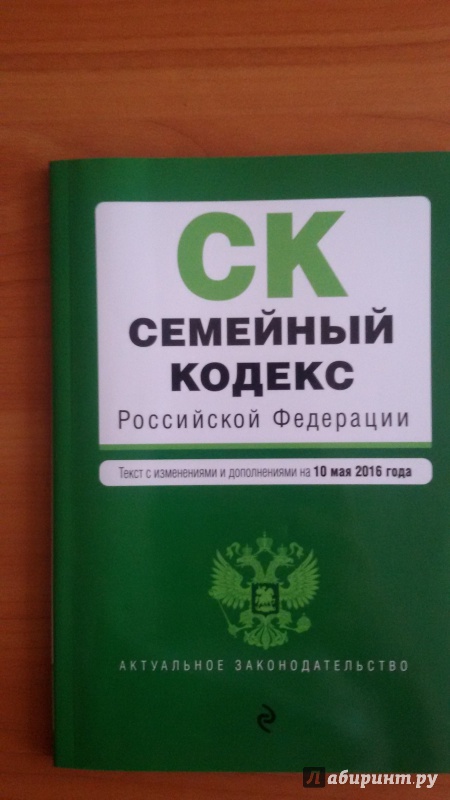 СК
СЕМЕЙНЫЙ
КОДЕКС
Российской Федерации
Текст с изменениями и дополнениями на 10 мая 2016 года
АКТУАЛЬНОЕ ЗАКОНОДАТЕЛЬСТВО
Лабиринт.ру